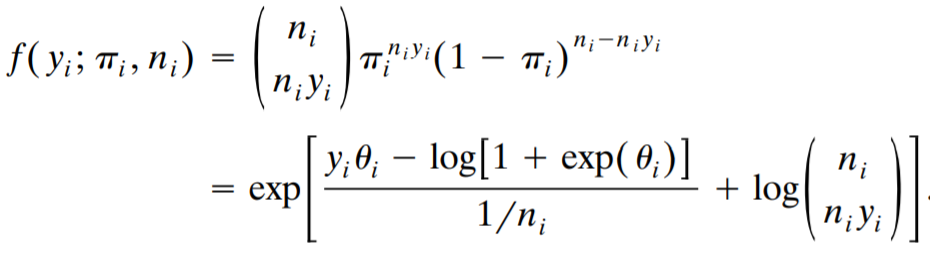 f(y_i; π_i, n_i) = \binom{n_i}{n_i y_i} π_i^{n_i y_i} (1 − π_i)^{n_i − n_i y_i}
= exp[ \frac{y_i θ_i − log[1 + exp(θ_i)]}{1/n_i} + log \binom{n_i}{n_i y_i} ].